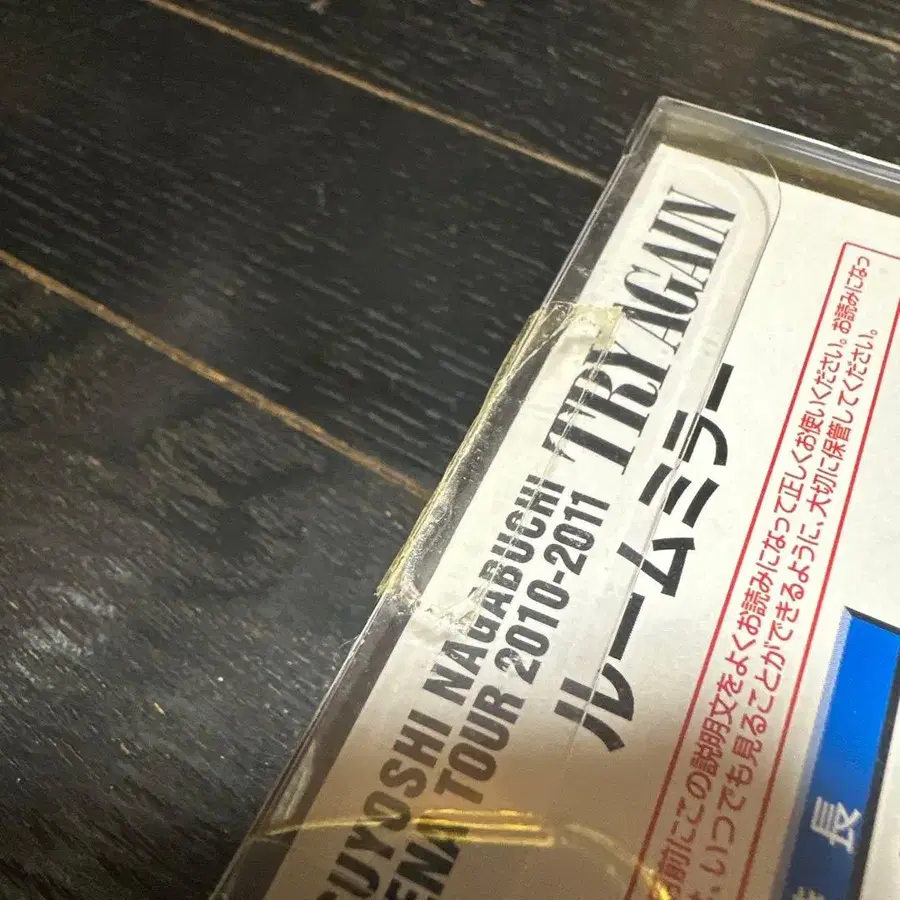 SUYOSHI NAGABUCHI
ENA TOUR 2010-2011
TRY AGAIN
ルームミラー
前にこの説明文をよくお読みになって正しくお使いください。お読みになっ
、いつでも見ることができるように、大切に保管してください。
長